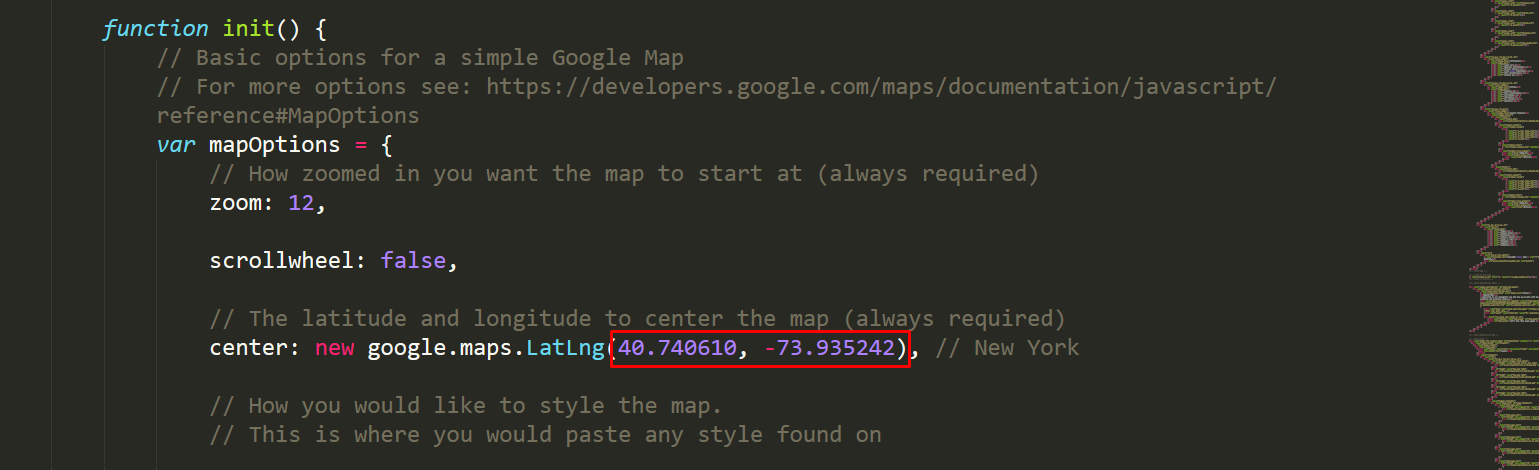 function init() {
// Basic options for a simple Google Map
// For more options see: https://developers.google.com/maps/documentation/javascript/
reference#MapOptions
var mapOptions = {
// How zoomed in you want the map to start at (always required)
zoom: 12,
scrollwheel: false,
// The latitude and longitude to center the map (always required)
center: new google.maps.LatLng(40.740610, -73.935242), // New York
// How you would like to style the map.
// This is where you would paste any style found on